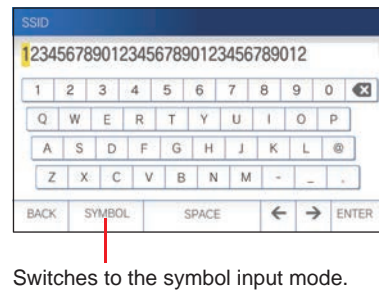 SSID
12345678901234567890123456789012
1 2 3 4 5 6 7 8 9 0
Q W E R T Y U I O P
A S D F G H J K L @
Z X C V B N M - _ .
BACK SYMBOL SPACE ← → ENTER
Switches to the symbol input mode.